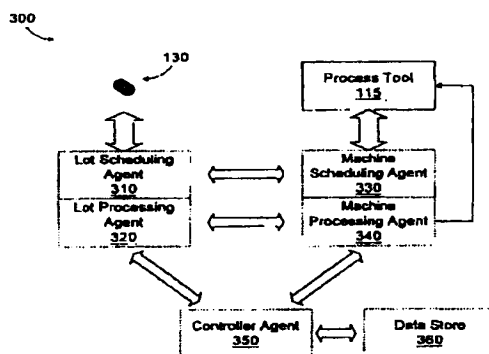 300
130
Process Tool
115
Lot Scheduling
Agent
310
Machine
Scheduling Agent
330
Lot Processing
Agent
320
Machine
Processing Agent
340
Controller Agent
350
Data Store
360